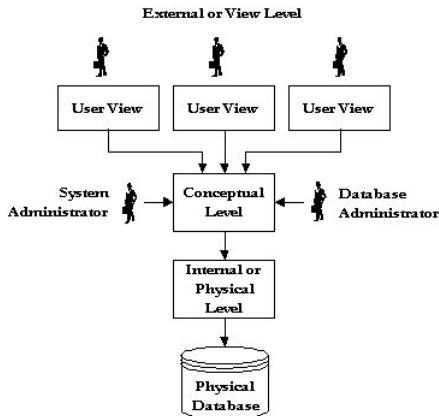 External or View Level
User View
User View
User View
System
Administrator
Conceptual
Level
Database
Administrator
Internal or
Physical
Level
Physical
Database